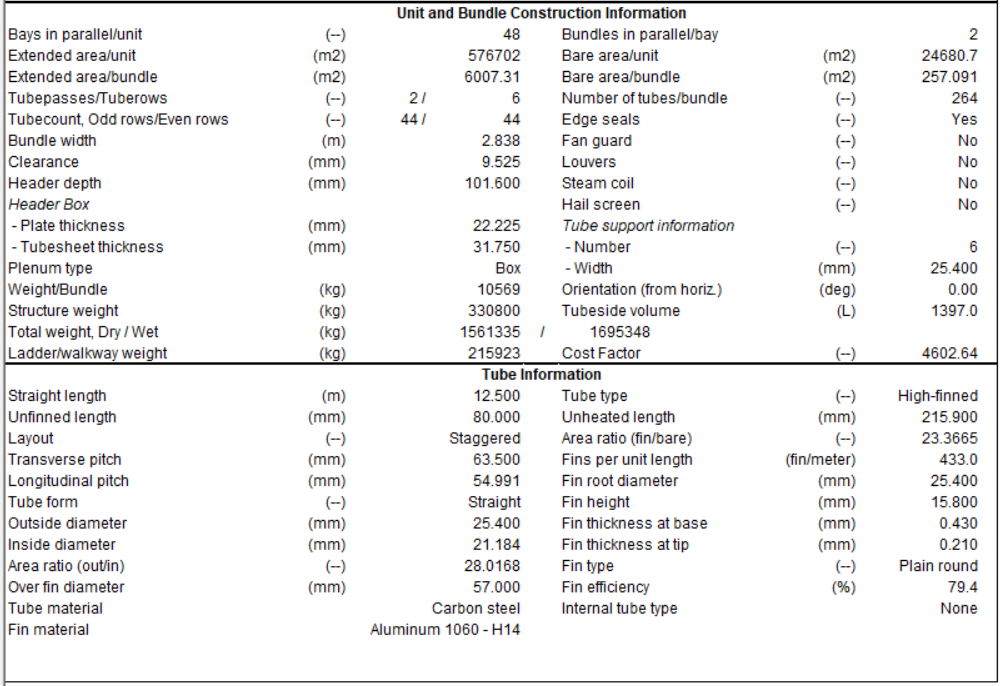 Unit and Bundle Construction Information
Bays in parallel/unit (--) 48 Bundles in parallel/bay 2
Extended area/unit (m2) 576702 Bare area/unit (m2) 24680.7
Extended area/bundle (m2) 6007.31 Bare area/bundle (m2) 257.091
Tubepasses/Tuberows (--) 2 / 6 Number of tubes/bundle (--) 264
Tubecount, Odd rows/Even rows (--) 44 / 44 Edge seals (--) Yes
Bundle width (m) 2.838 Fan guard (--) No
Clearance (mm) 9.525 Louvers (--) No
Header depth (mm) 101.600 Steam coil (--) No
Header Box Hail screen (--) No
- Plate thickness (mm) 22.225 Tube support information
- Tubesheet thickness (mm) 31.750 - Number (--) 6
Plenum type Box - Width (mm) 25.400
Weight/Bundle (kg) 10569 Orientation (from horiz.) (deg) 0.00
Structure weight (kg) 330800 Tubeside volume (L) 1397.0
Total weight, Dry / Wet (kg) 1561335 / 1695348
Ladder/walkway weight (kg) 215923 Cost Factor (--) 4602.64
Tube Information
Straight length (m) 12.500 Tube type (--) High-finned
Unfinned length (mm) 80.000 Unheated length (mm) 215.900
Layout (--) Staggered Area ratio (fin/bare) (--) 23.3665
Transverse pitch (mm) 63.500 Fins per unit length (fin/meter) 433.0
Longitudinal pitch (mm) 54.991 Fin root diameter (mm) 25.400
Tube form (--) Straight Fin height (mm) 15.800
Outside diameter (mm) 25.400 Fin thickness at base (mm) 0.430
Inside diameter (mm) 21.184 Fin thickness at tip (mm) 0.210
Area ratio (out/in) (--) 28.0168 Fin type (--) Plain round
Over fin diameter (mm) 57.000 Fin efficiency (%) 79.4
Tube material Carbon steel Internal tube type None
Fin material Aluminum 1060 - H14